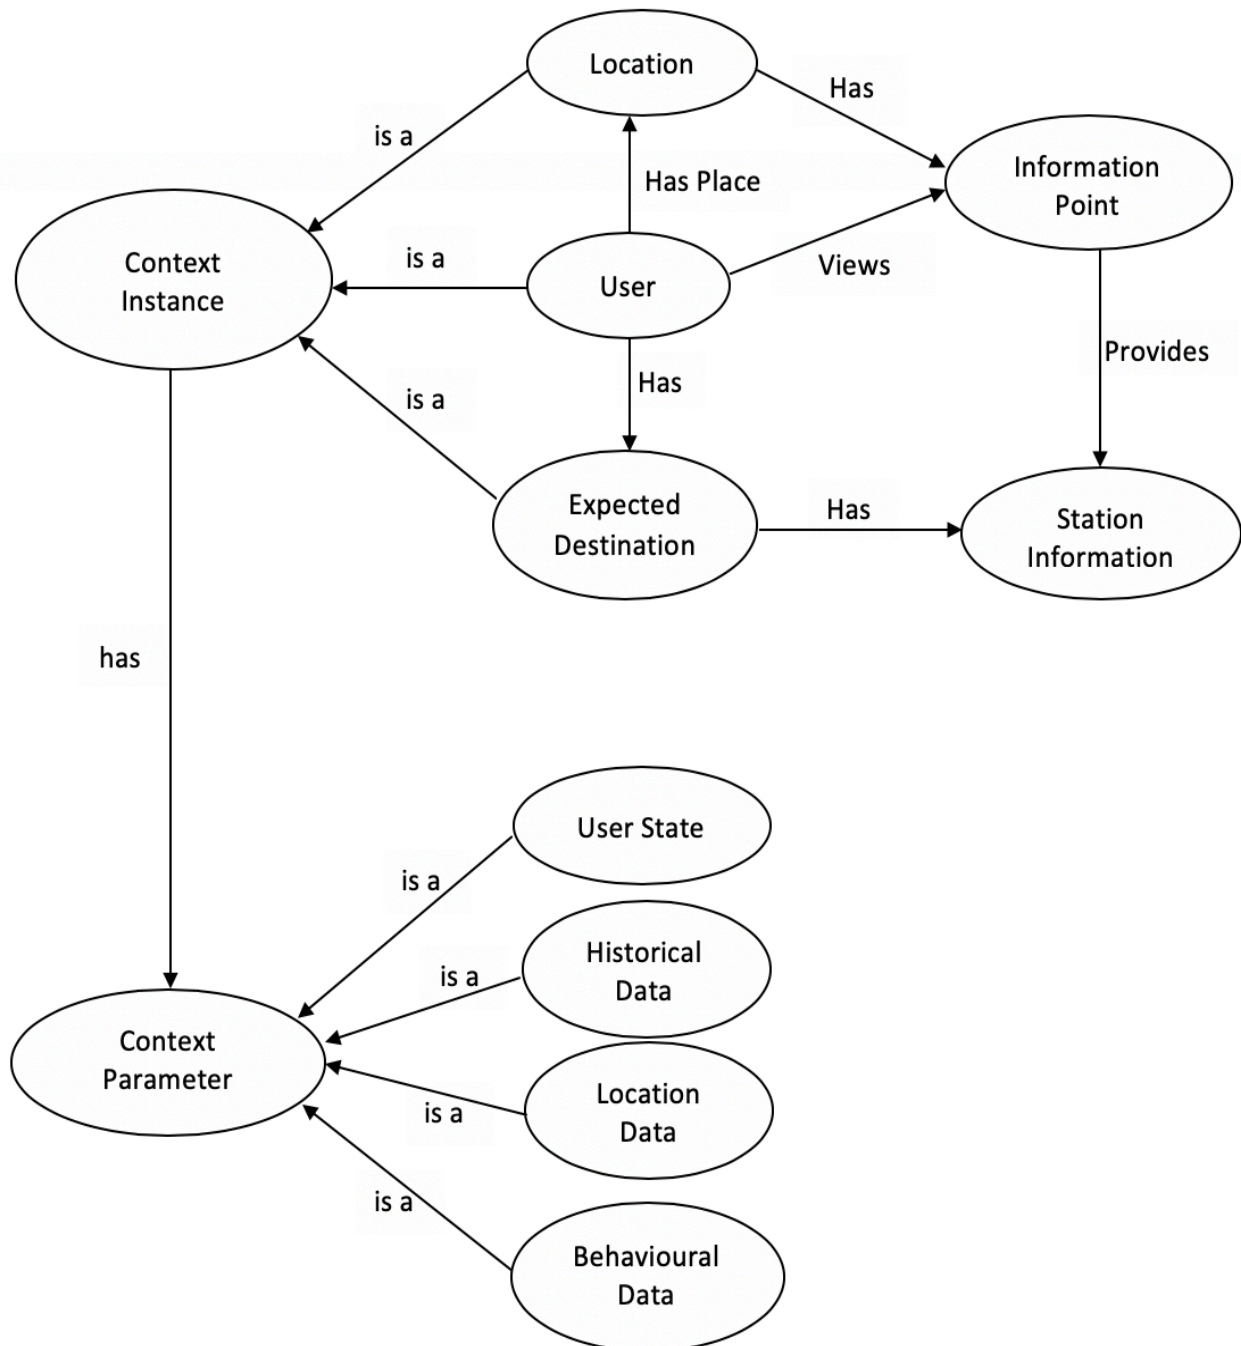 Location
Has
is a
Information
Point
Has Place
Context
Instance
is a
User
Views
Provides
Has
is a
Expected
Destination
Has
Station
Information
has
User State
is a
Historical
Data
is a
Context
Parameter
Location
Data
is a
is a
Behavioural
Data